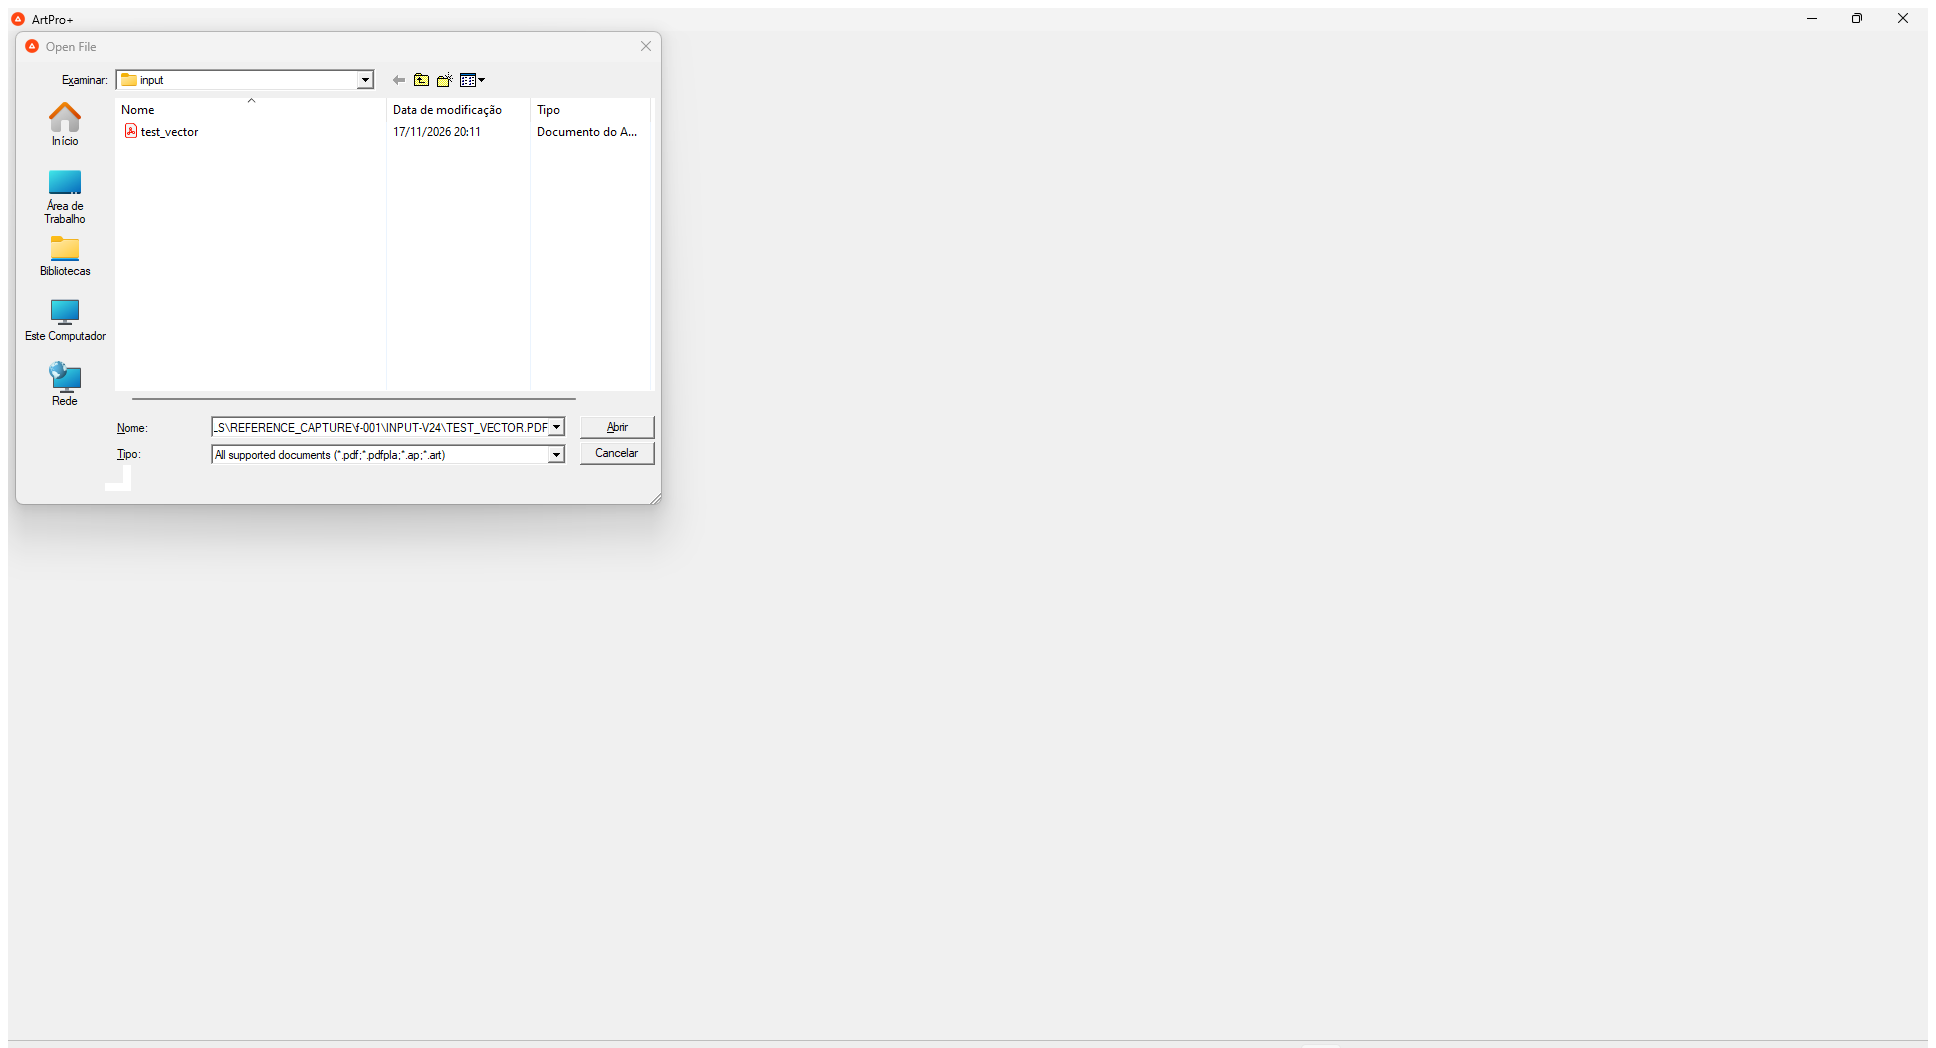 ArtPro+
Open File
Examinar: input
Nome Data de modificação Tipo
test_vector 17/11/2026 20:11 Documento do A...
Início
Área de
Trabalho
Bibliotecas
Este Computador
Rede
Nome: .S\REFERENCE_CAPTURE\f-001\INPUT-V24\TEST_VECTOR.PDF Abrir
Tipo: All supported documents (*.pdf;*.pdfpla;*.ap;*.art) Cancelar